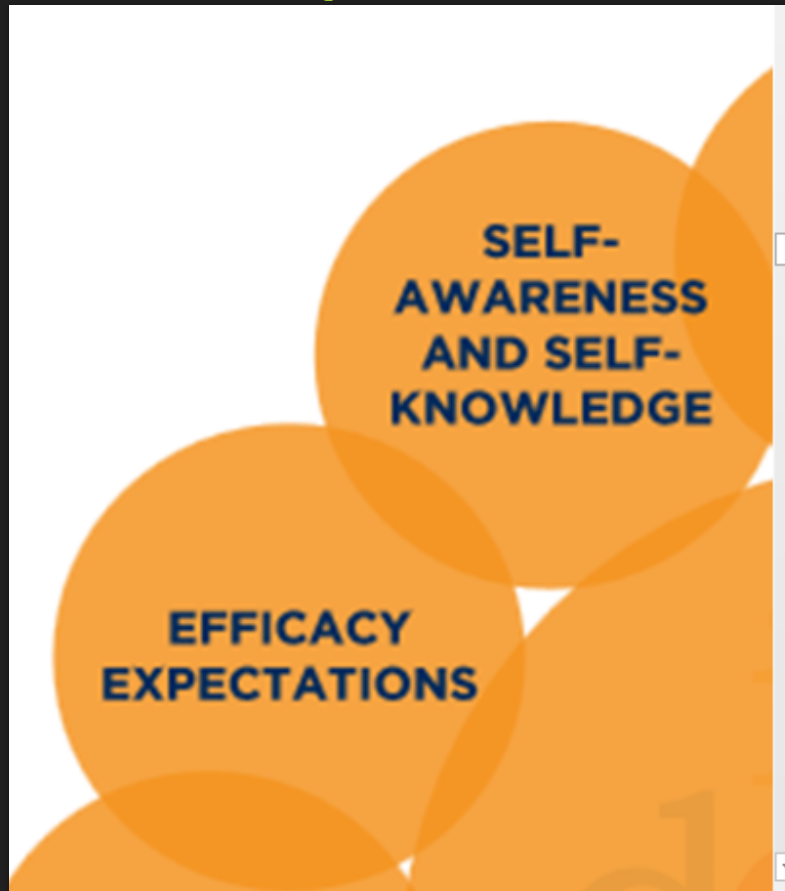 SELF-
AWARENESS
AND SELF-
KNOWLEDGE
EFFICACY
EXPECTATIONS